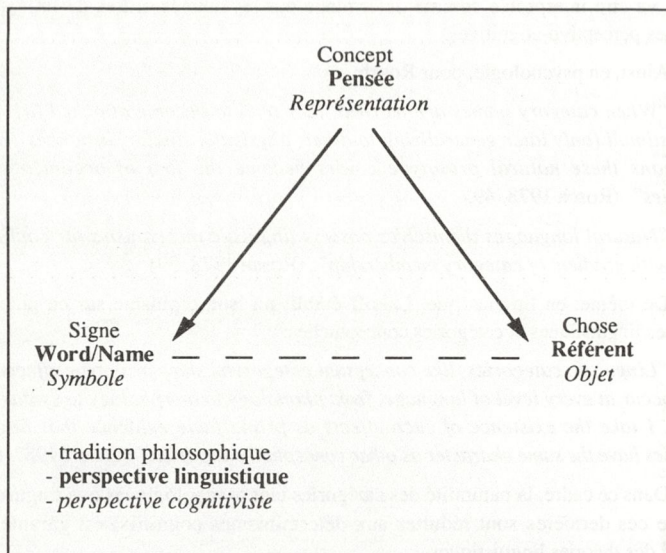 Concept
Pensée
Représentation
Signe
Word/Name
Symbole
Chose
Référent
Objet
- tradition philosophique
- perspective linguistique
- perspective cognitiviste